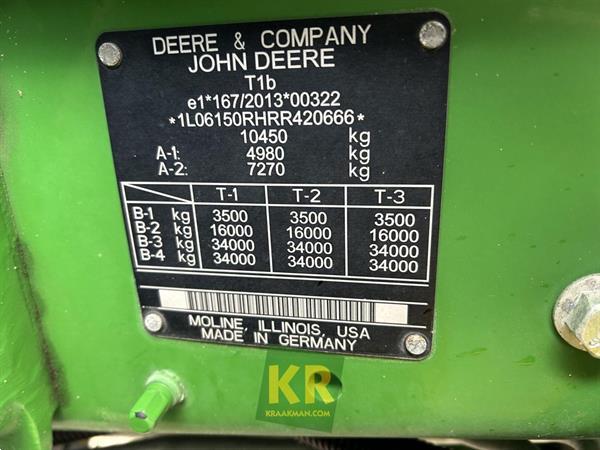 DEERE & COMPANY
JOHN DEERE
T1b
e1*167/2013*00322
*1L06150RHRR420666*
10450 kg
A-1: 4980 kg
A-2: 7270 kg
T-1 T-2 T-3
B-1 kg 3500 3500 3500
B-2 kg 16000 16000 16000
B-3 kg 34000 34000 34000
B-4 kg 34000 34000 34000
MOLINE, ILLINOIS, USA
MADE IN GERMANY
KR
KRAAKMAN.COM